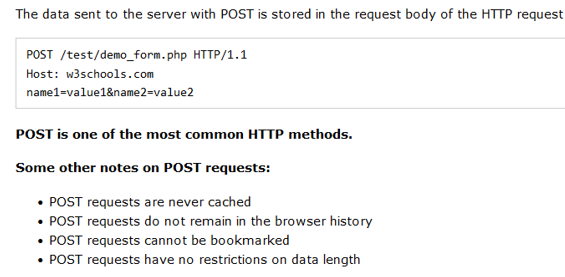 The data sent to the server with POST is stored in the request body of the HTTP request
POST /test/demo_form.php HTTP/1.1
Host: w3schools.com
name1=value1&name2=value2
POST is one of the most common HTTP methods.
Some other notes on POST requests:
• POST requests are never cached
• POST requests do not remain in the browser history
• POST requests cannot be bookmarked
• POST requests have no restrictions on data length